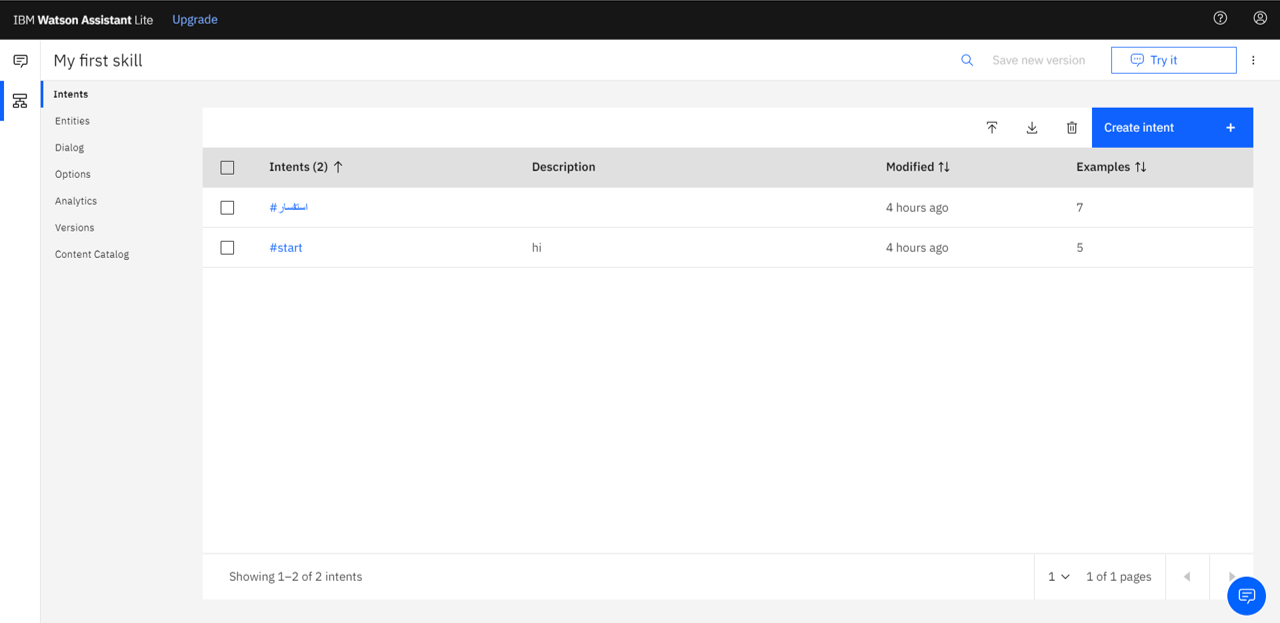 IBM Watson Assistant Lite Upgrade
My first skill Save new version Try it
Intents
Entities
Dialog
Options
Analytics
Versions
Content Catalog
Create intent +
Intents (2) Description Modified Examples
#استفسار 4 hours ago 7
#start hi 4 hours ago 5
Showing 1–2 of 2 intents 1 1 of 1 pages